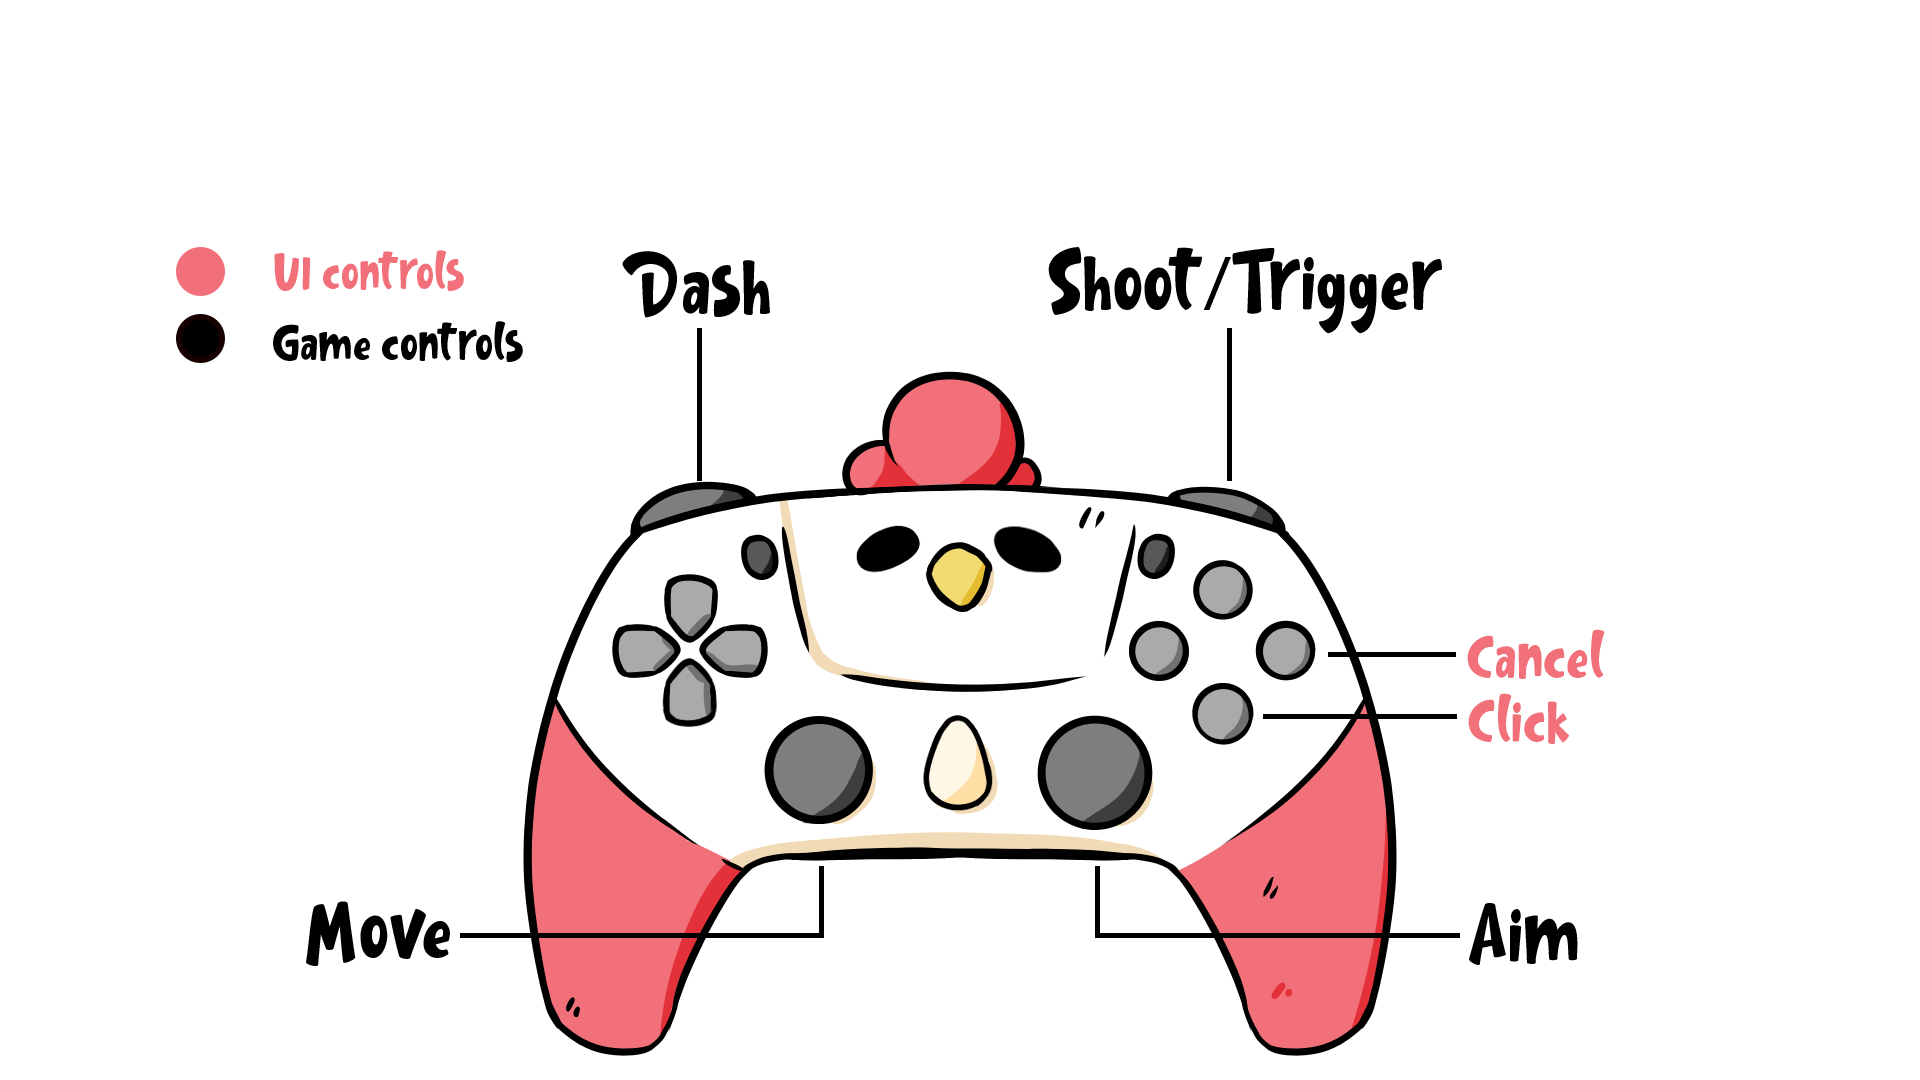 UI controls
Game controls
Dash
Shoot/Trigger
Cancel
Click
Move
Aim